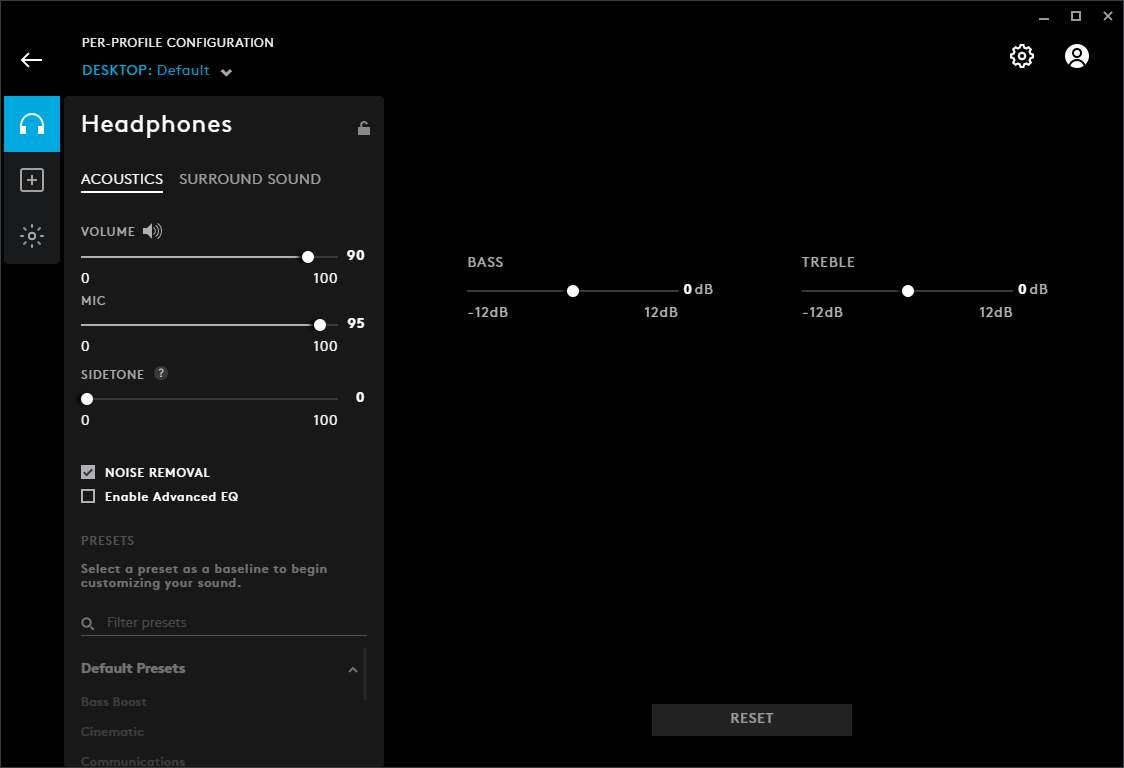 PER-PROFILE CONFIGURATION
DESKTOP: Default
Headphones
ACOUSTICS SURROUND SOUND
VOLUME
90
0 100
MIC
95
0 100
SIDETONE ?
0
0 100
NOISE REMOVAL
Enable Advanced EQ
PRESETS
Select a preset as a baseline to begin
customizing your sound.
Filter presets
Default Presets
Bass Boost
Cinematic
Communications
BASS
0 dB
-12dB 12dB
TREBLE
0 dB
-12dB 12dB
RESET